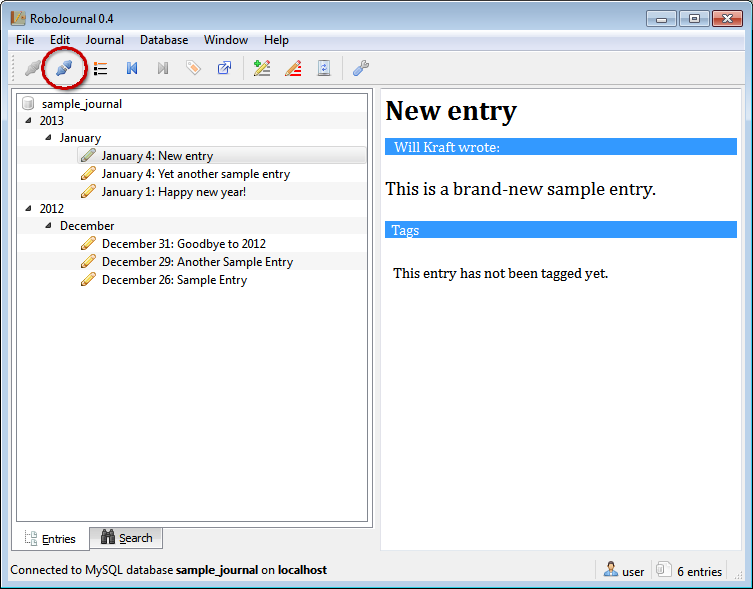 RoboJournal 0.4
File Edit Journal Database Window Help
sample_journal
2013
January
January 4: New entry
January 4: Yet another sample entry
January 1: Happy new year!
2012
December
December 31: Goodbye to 2012
December 29: Another Sample Entry
December 26: Sample Entry
Entries Search
New entry
Will Kraft wrote:
This is a brand-new sample entry.
Tags
This entry has not been tagged yet.
Connected to MySQL database sample_journal on localhost
user 6 entries